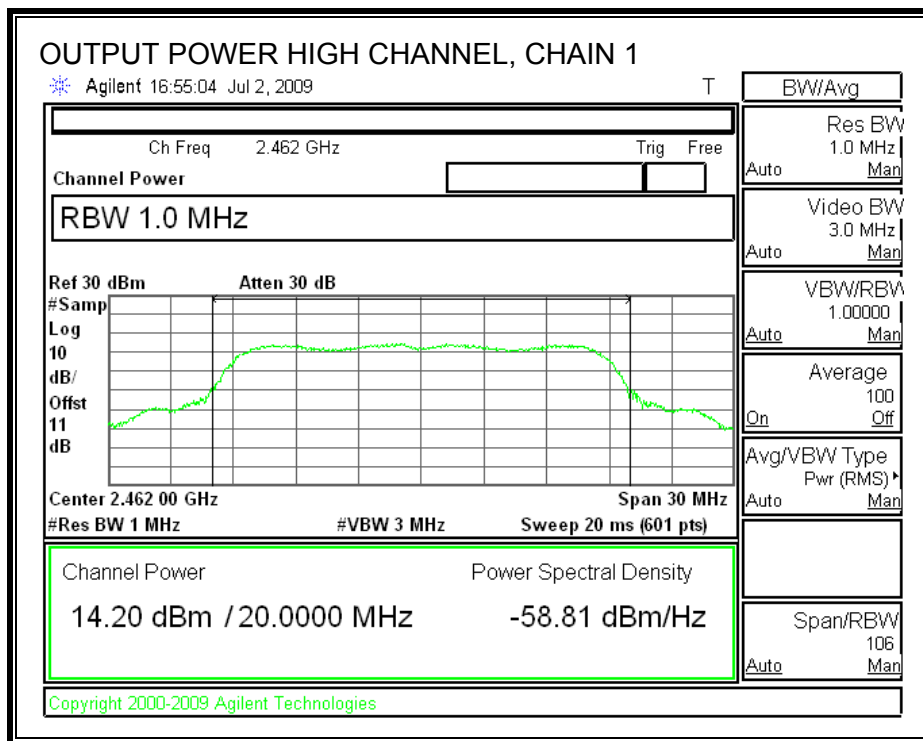 OUTPUT POWER HIGH CHANNEL, CHAIN 1
Agilent 16:55:04 Jul 2, 2009 T
Ch Freq 2.462 GHz Trig Free
Channel Power
RBW 1.0 MHz
Ref 30 dBm Atten 30 dB
#Samp
Log
10
dB/
Offst
11
dB
Center 2.462 00 GHz Span 30 MHz
#Res BW 1 MHz #VBW 3 MHz Sweep 20 ms (601 pts)
Channel Power Power Spectral Density
14.20 dBm / 20.0000 MHz -58.81 dBm/Hz
Copyright 2000-2009 Agilent Technologies
BW/Avg
Res BW
1.0 MHz
Auto Man
Video BW
3.0 MHz
Auto Man
VBW/RBW
1.00000
Auto Man
Average
100
On Off
Avg/VBW Type
Pwr (RMS)
Auto Man
Span/RBW
106
Auto Man